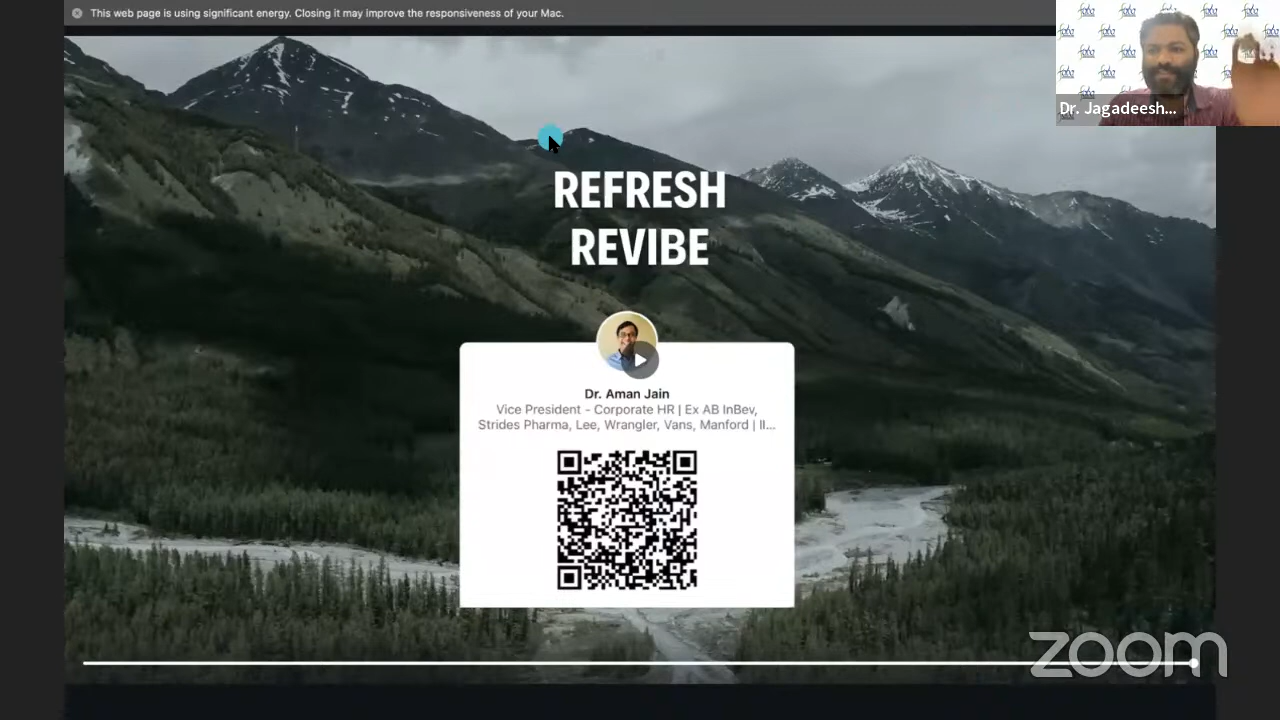 This web page is using significant energy. Closing it may improve the responsiveness of your Mac.
Dr. Jagadeesh...
REFRESH
REVIBE
Dr. Aman Jain
Vice President - Corporate HR | Ex AB InBev,
Strides Pharma, Lee, Wrangler, Vans, Manford | II...
zoom